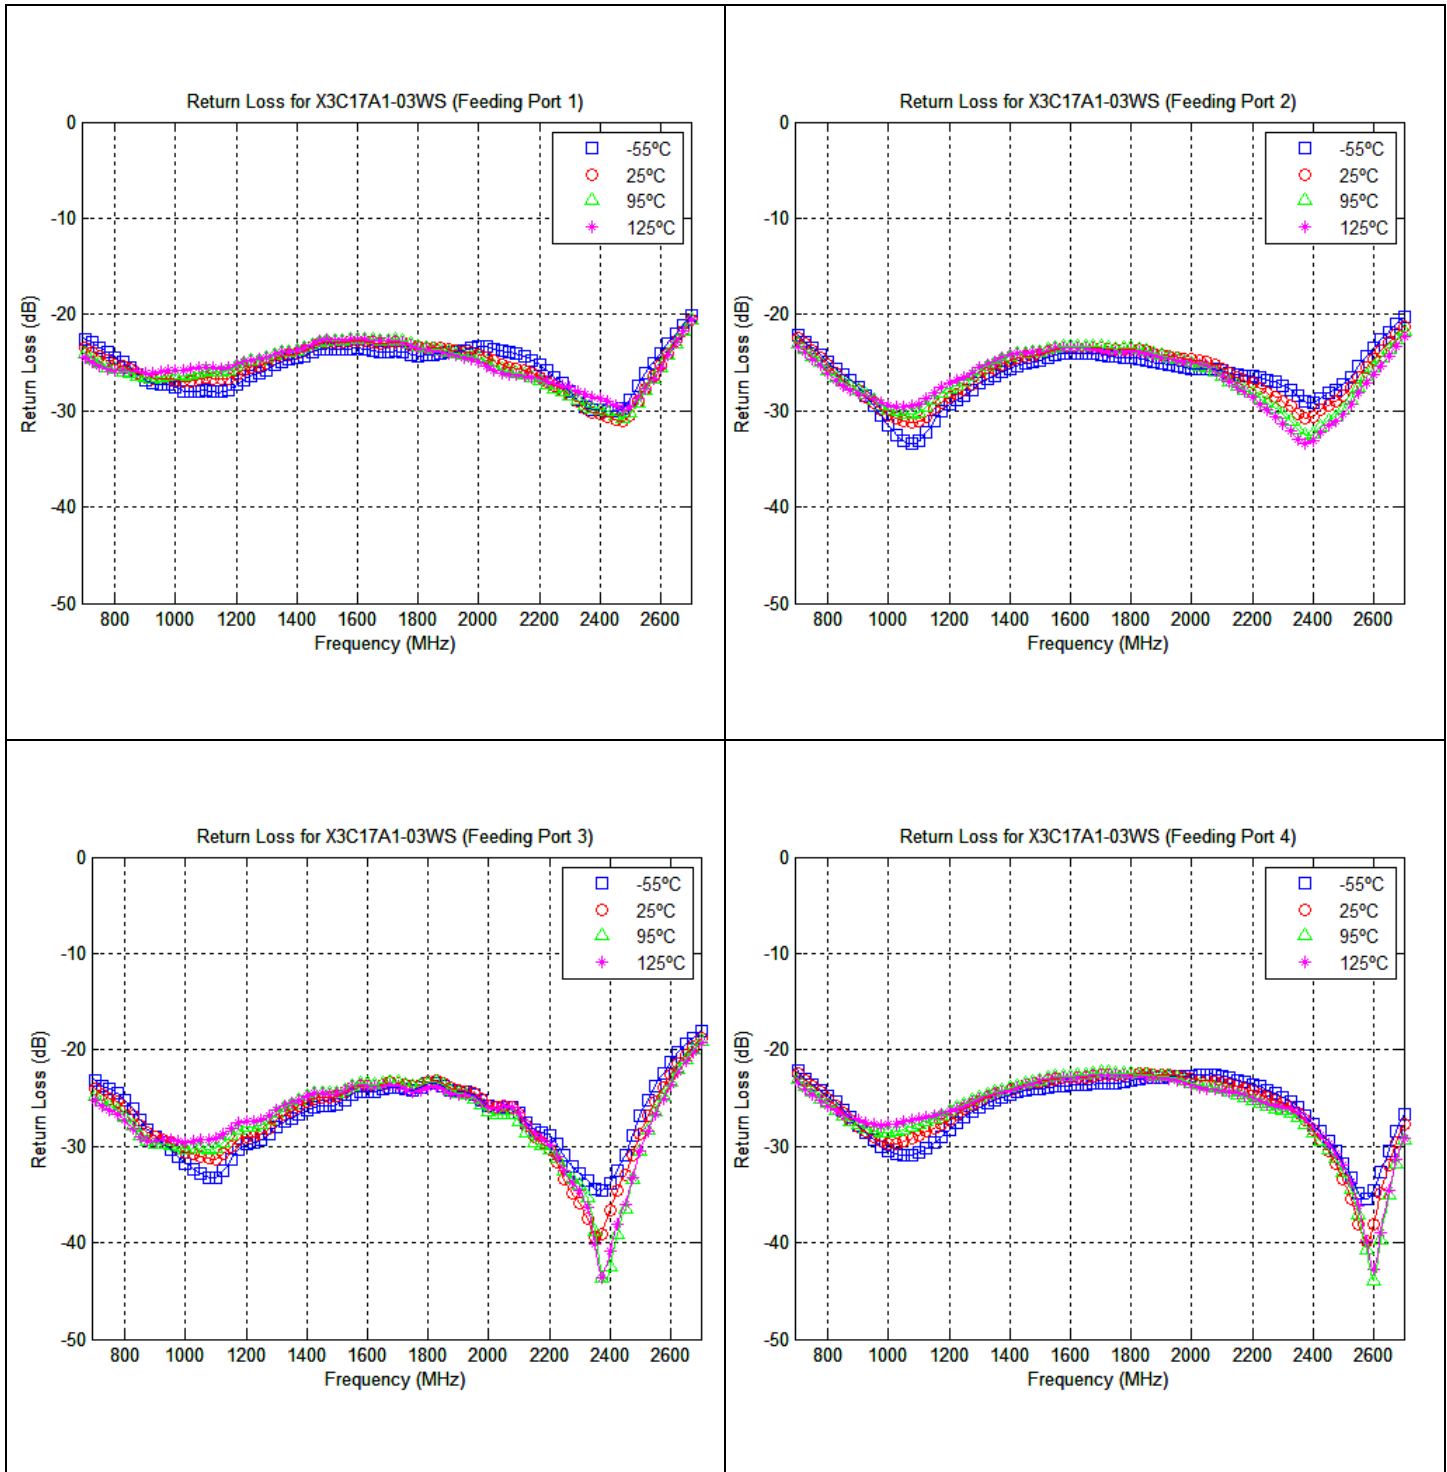 Return Loss for X3C17A1-03WS (Feeding Port 1)
0
-10
-20
-30
-40
-50
Return Loss (dB)
-55ºC
25ºC
95ºC
125ºC
800 1000 1200 1400 1600 1800 2000 2200 2400 2600
Frequency (MHz)
Return Loss for X3C17A1-03WS (Feeding Port 2)
0
-10
-20
-30
-40
-50
Return Loss (dB)
-55ºC
25ºC
95ºC
125ºC
800 1000 1200 1400 1600 1800 2000 2200 2400 2600
Frequency (MHz)
Return Loss for X3C17A1-03WS (Feeding Port 3)
0
-10
-20
-30
-40
-50
Return Loss (dB)
-55ºC
25ºC
95ºC
125ºC
800 1000 1200 1400 1600 1800 2000 2200 2400 2600
Frequency (MHz)
Return Loss for X3C17A1-03WS (Feeding Port 4)
0
-10
-20
-30
-40
-50
Return Loss (dB)
-55ºC
25ºC
95ºC
125ºC
800 1000 1200 1400 1600 1800 2000 2200 2400 2600
Frequency (MHz)